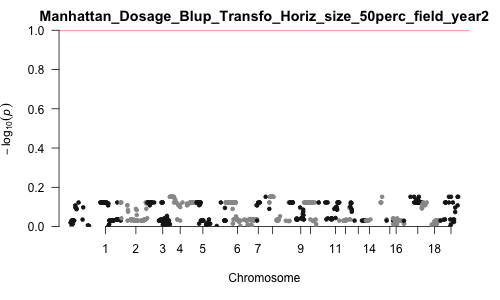 Manhattan_Dosage_Blup_Transfo_Horiz_size_50perc_field_year2
1.0
0.8
0.6
0.4
0.2
0.0
− log10(p)
1 2 3 4 5 6 7 9 11 14 16 18
Chromosome